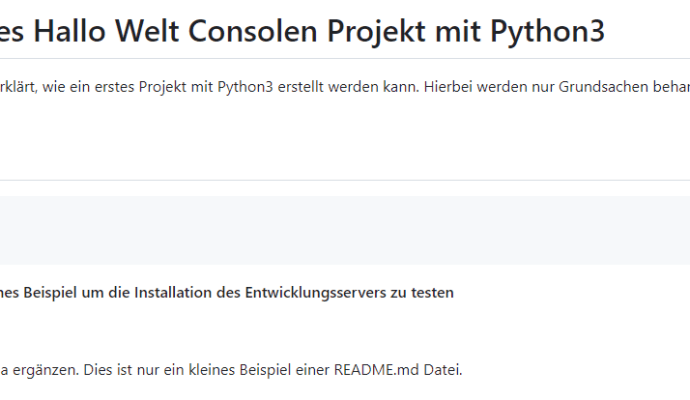 es Hallo Welt Consolen Projekt mit Python3
rklärt, wie ein erstes Projekt mit Python3 erstellt werden kann. Hierbei werden nur Grundsachen behan
nes Beispiel um die Installation des Entwicklungsservers zu testen
a ergänzen. Dies ist nur ein kleines Beispiel einer README.md Datei.